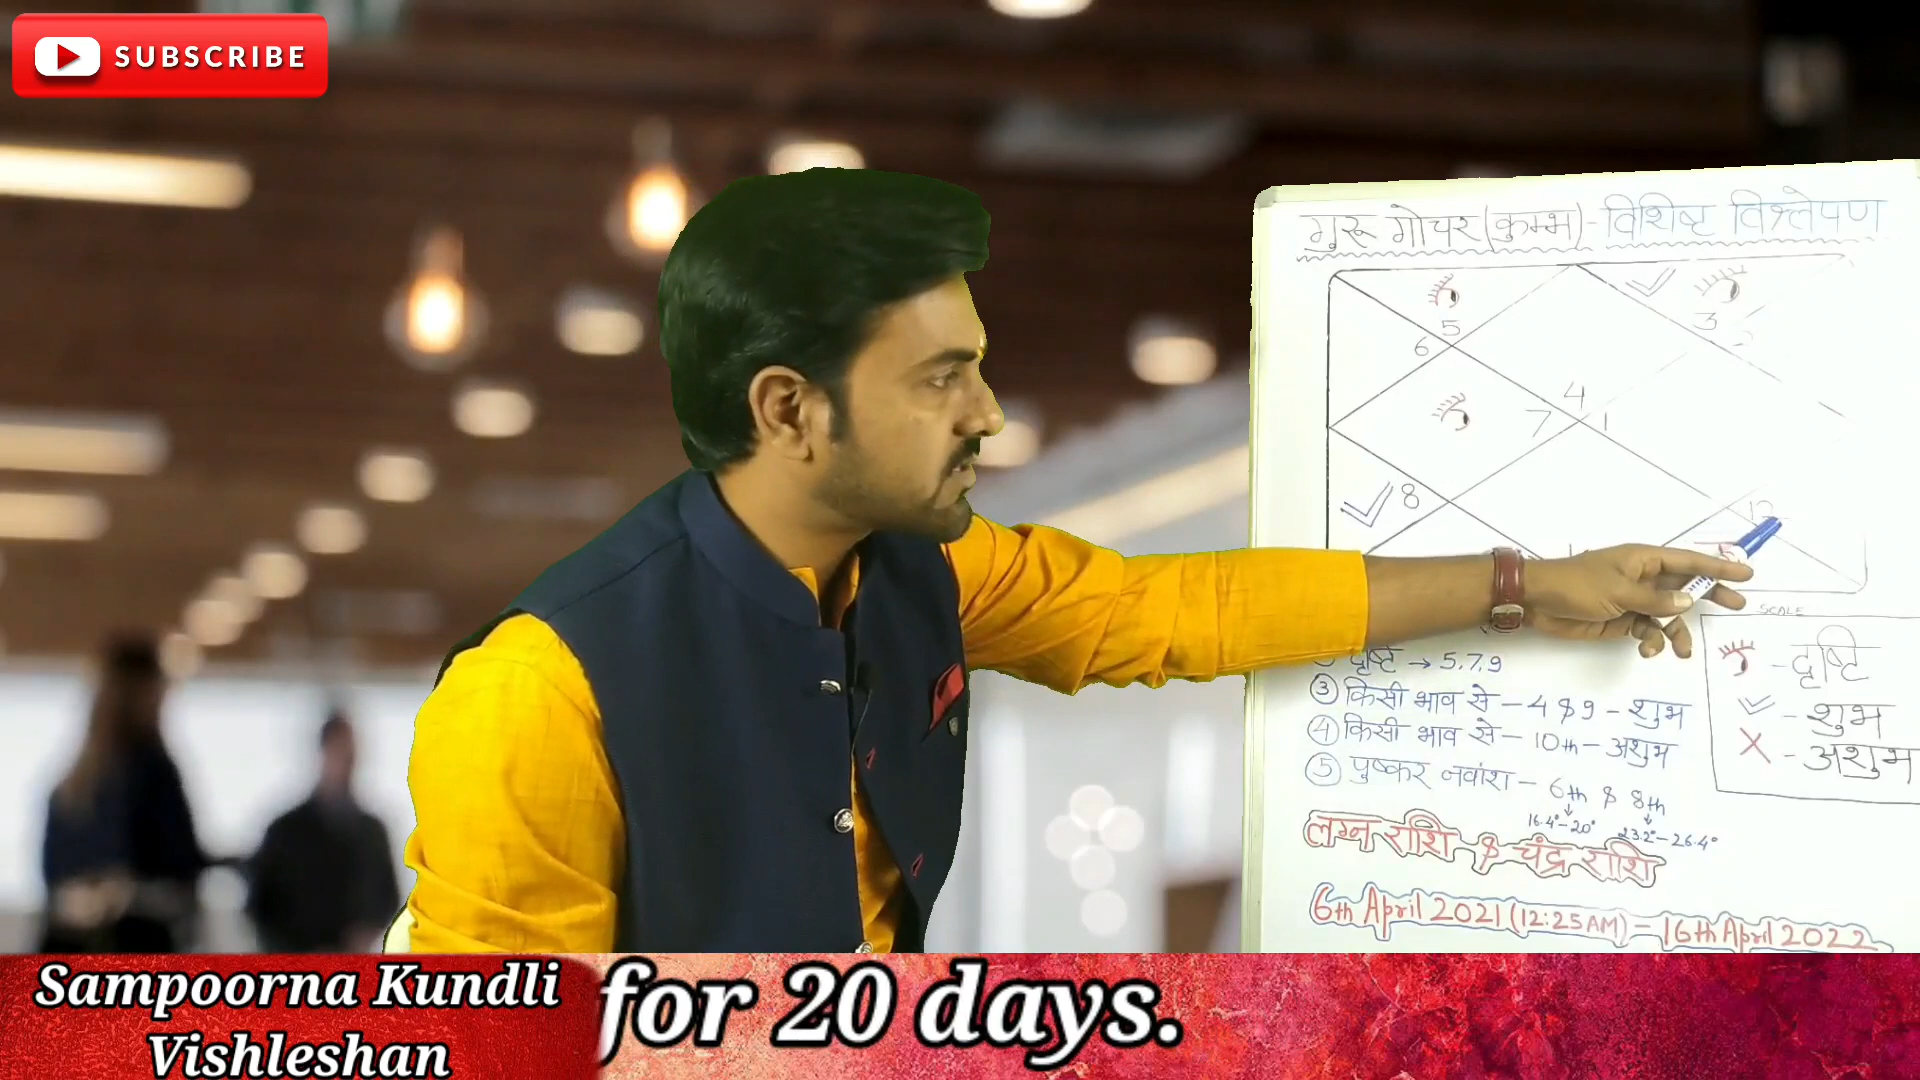 SUBSCRIBE
गुरू गोचर (कुम्भ) - विशिष्ट विश्लेषण
5
3
6
4
7
1
8
12
SCALE
दृष्टि → 5,7,9
- दृष्टि
③ किसी भाव से - 4 & 9 - शुभ
- शुभ
④ किसी भाव से - 10th - अशुभ
X - अशुभ
⑤ पुष्कर नवांश - 6th & 8th
16.4° - 20° 23.2° - 26.4°
लग्न राशि & चंद्र राशि
6th April 2021 (12:25 AM) - 16th April 2022
Sampoorna Kundli
Vishleshan
for 20 days.